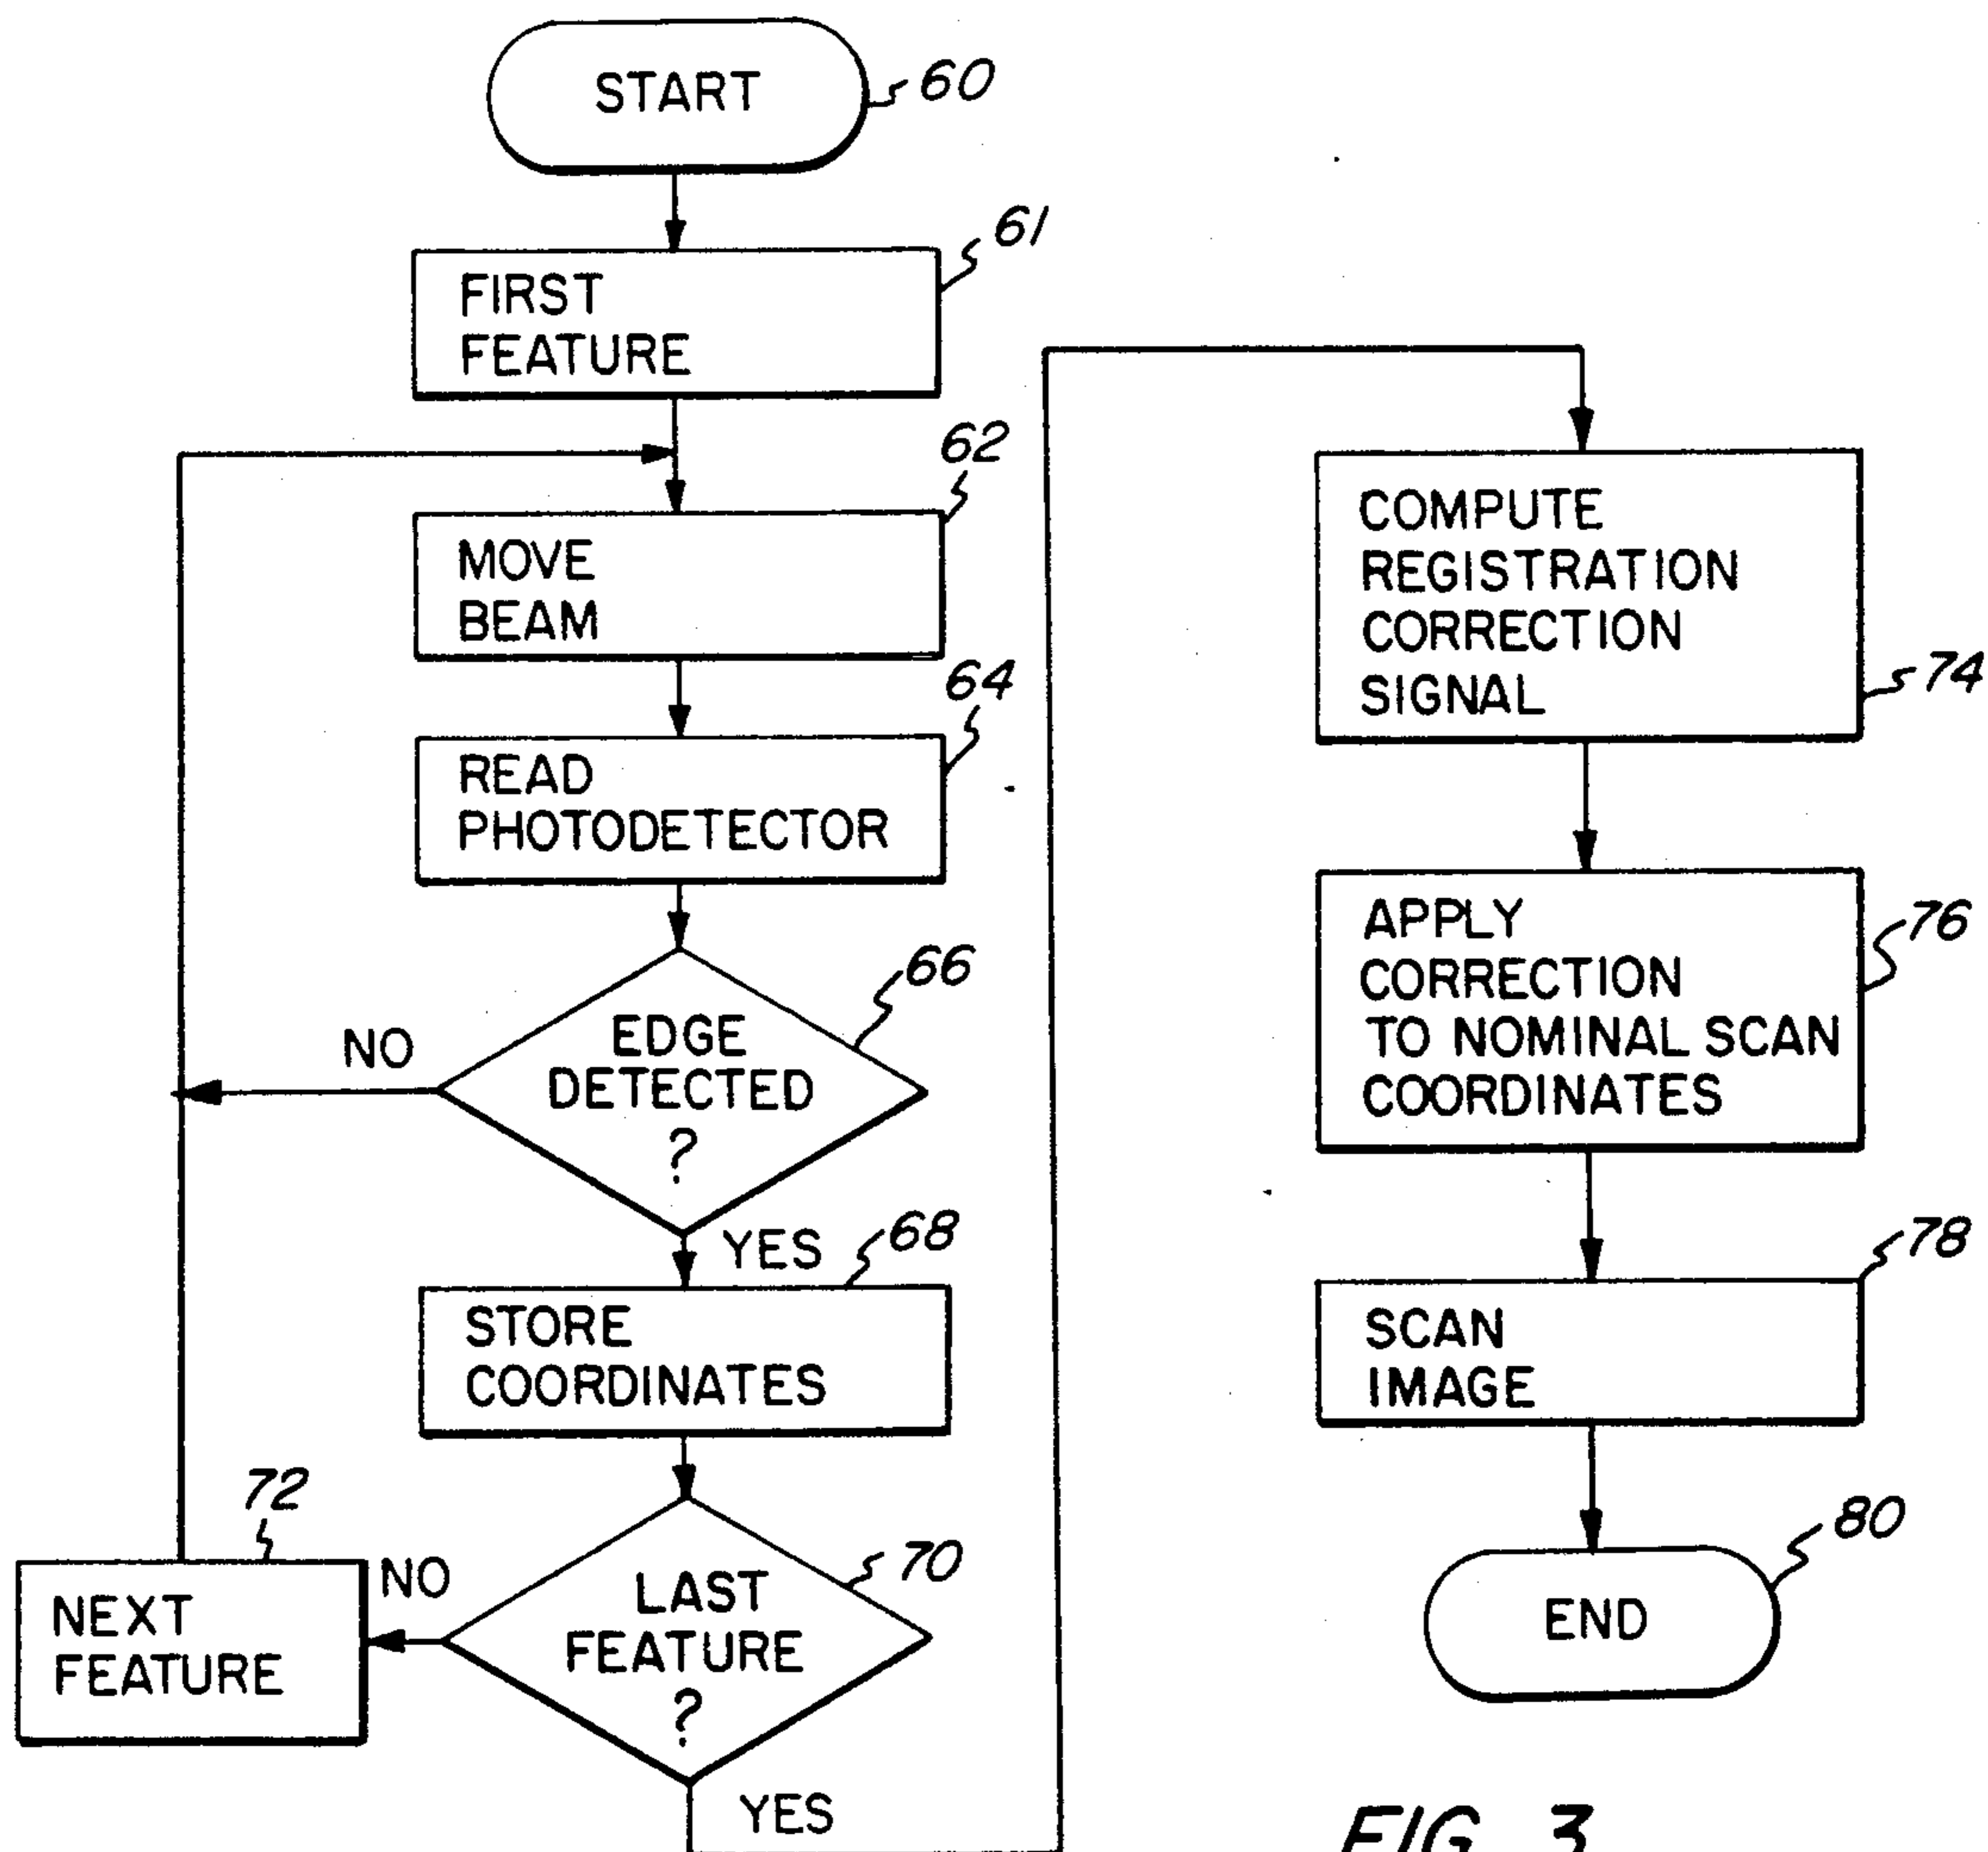 START
60
FIRST
FEATURE
61
62
MOVE
BEAM
64
READ
PHOTODETECTOR
66
EDGE
DETECTED
?
NO
YES
68
STORE
COORDINATES
70
LAST
FEATURE
?
NO
72
NEXT
FEATURE
YES
COMPUTE
REGISTRATION
CORRECTION
SIGNAL
74
APPLY
CORRECTION
TO NOMINAL SCAN
COORDINATES
76
SCAN
IMAGE
78
END
80
FIG. 3